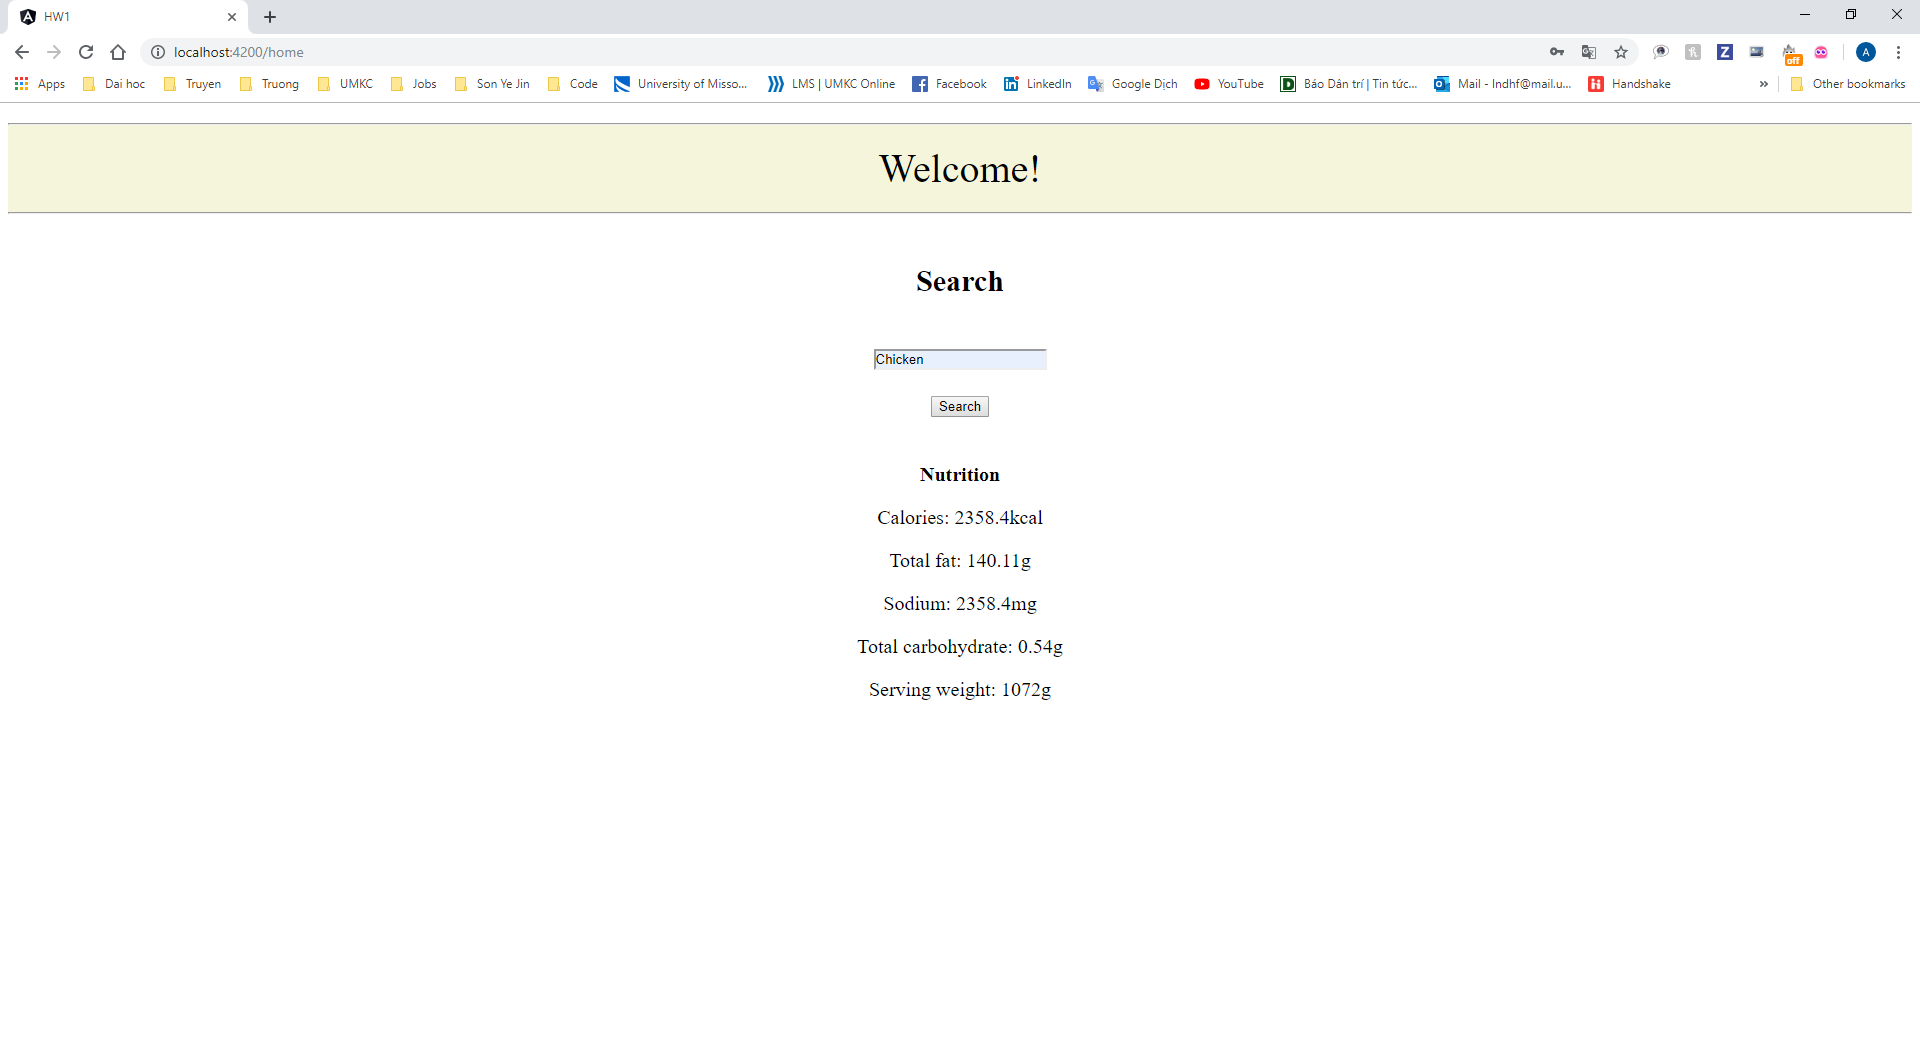 HW1
localhost:4200/home
off
A
Apps Dai hoc Truyen Truong UMKC Jobs Son Ye Jin Code University of Misso... LMS | UMKC Online Facebook LinkedIn Google Dịch YouTube Báo Dân trí | Tin tức... Mail - lndhf@mail.u... Handshake » Other bookmarks
Welcome!
Search
Chicken
Search
Nutrition
Calories: 2358.4kcal
Total fat: 140.11g
Sodium: 2358.4mg
Total carbohydrate: 0.54g
Serving weight: 1072g